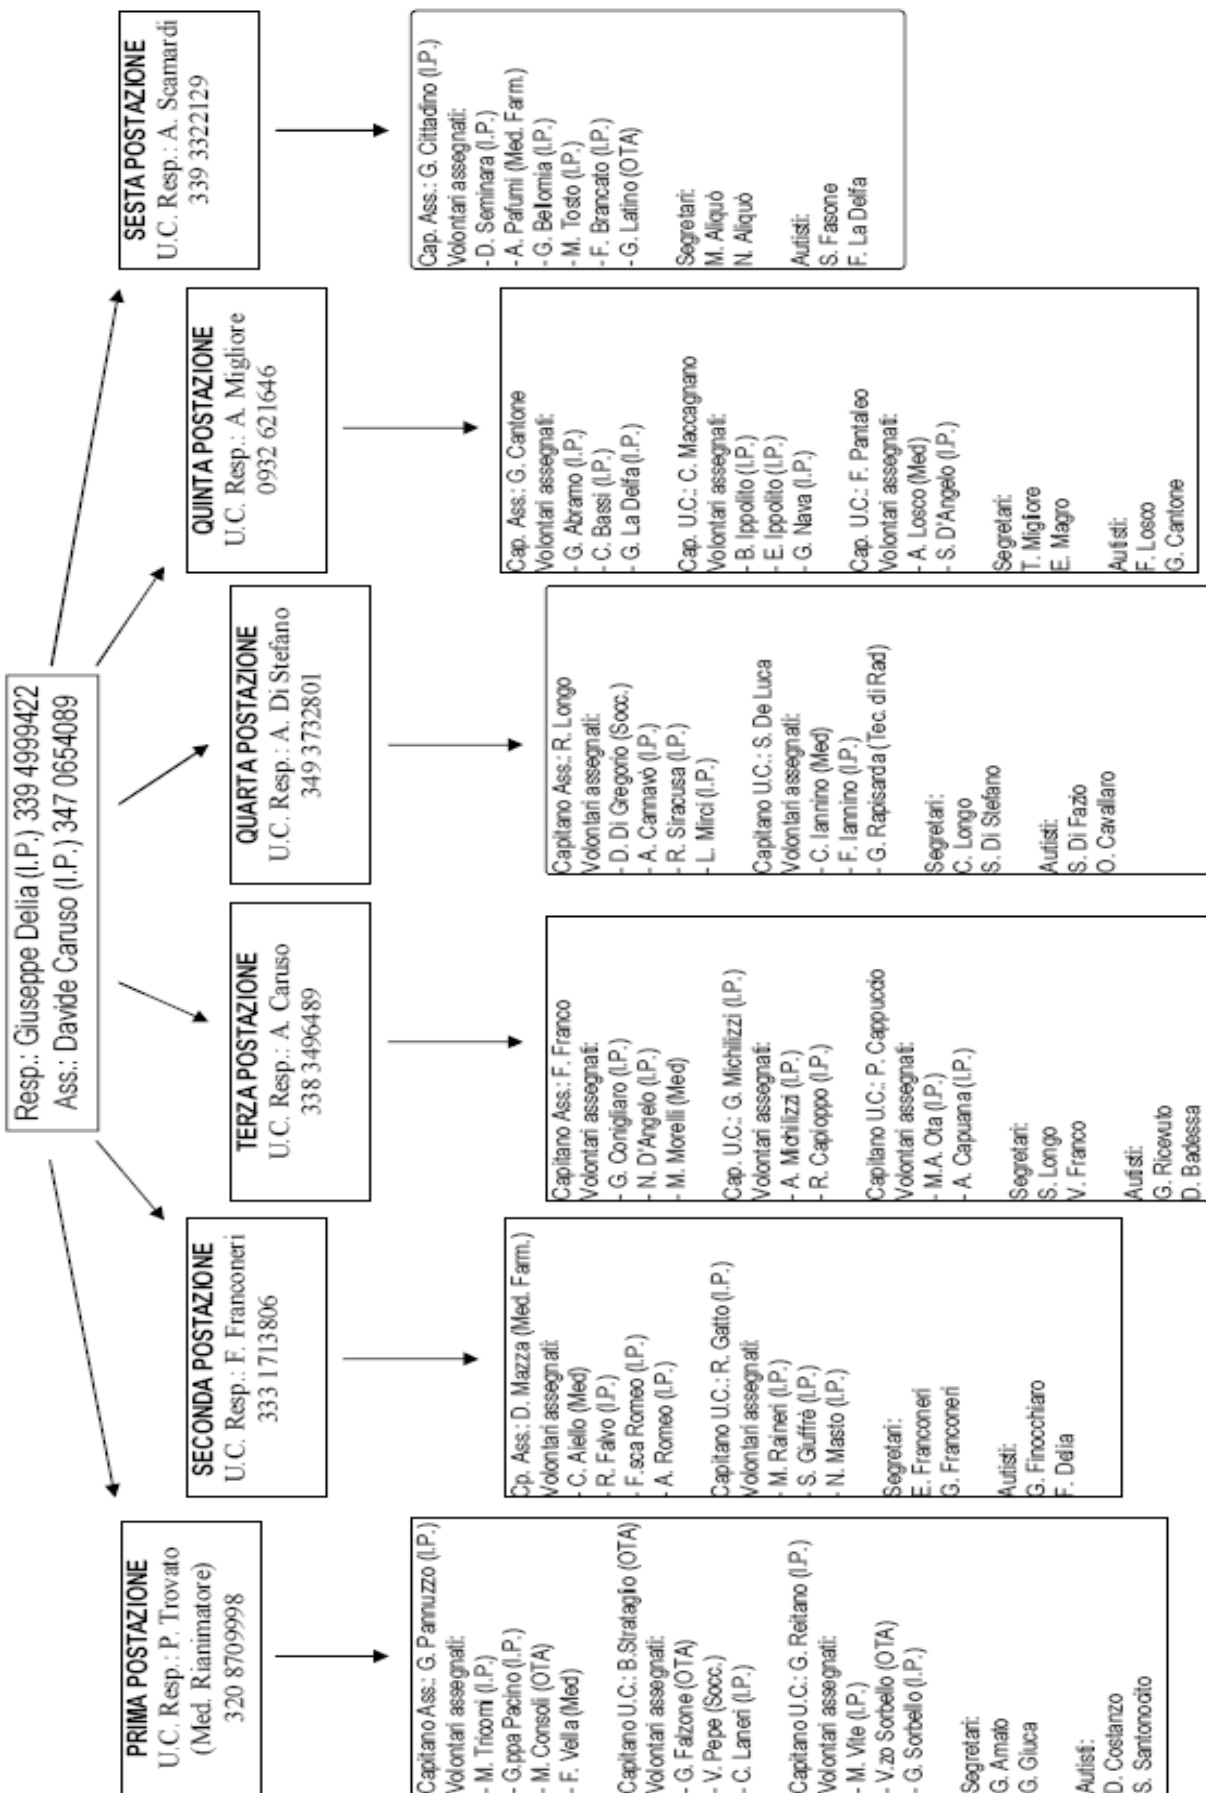 Resp.: Giuseppe Delia (I.P.) 339 4999422
Ass.: Davide Caruso (I.P.) 347 0654089
PRIMA POSTAZIONE
U.C. Resp.: P. Trovato
(Med. Rianimatore)
320 8709998
Capitano Ass.: G. Pannuzzo (I.P.)
Volontari assegnati:
- M. Tricomi (I.P.)
- G.ppa Pacino (I.P.)
- M. Consoli (OTA)
- F. Vella (Med)
Capitano U.C.: B.Stratagio (OTA)
Volontari assegnati:
- G. Falzone (OTA)
- V. Pepe (Socc.)
- C. Laneri (I.P.)
Capitano U.C.: G. Reitano (I.P.)
Volontari assegnati:
- M. Vite (I.P.)
- V.zo Sorbello (OTA)
- G. Sorbello (I.P.)
Segretari:
G. Amato
G. Giuca
Autisti:
D. Costanzo
S. Santonocito
SECONDA POSTAZIONE
U.C. Resp.: F. Franconeri
333 1713806
Cp. Ass.: D. Mazza (Med. Farm.)
Volontari assegnati:
- C. Aiello (Med)
- R. Falvo (I.P.)
- F.sca Romeo (I.P.)
- A. Romeo (I.P.)
Capitano U.C.: R. Gatto (I.P.)
Volontari assegnati:
- M. Raineri (I.P.)
- S. Giuffrè (I.P.)
- N. Masto (I.P.)
Segretari:
E. Franconeri
G. Franconeri
Autisti:
G. Finocchiaro
F. Delia
TERZA POSTAZIONE
U.C. Resp.: A. Caruso
338 3496489
Capitano Ass.: F. Franco
Volontari assegnati:
- G. Conigliaro (I.P.)
- N. D'Angelo (I.P.)
- M. Morelli (Med)
Cap. U.C.: G. Michilizzi (I.P.)
Volontari assegnati:
- A. Michilizzi (I.P.)
- R. Capioppo (I.P.)
Capitano U.C.: P. Cappuccio
Volontari assegnati:
- M.A. Ota (I.P.)
- A. Capuana (I.P.)
Segretari:
S. Longo
V. Franco
Autisti:
G. Ricevuto
D. Badessa
QUARTA POSTAZIONE
U.C. Resp.: A. Di Stefano
349 3732801
Capitano Ass.: R. Longo
Volontari assegnati:
- D. Di Gregorio (Socc.)
- A. Cannavò (I.P.)
- R. Siracusa (I.P.)
- L. Mirci (I.P.)
Capitano U.C.: S. De Luca
Volontari assegnati:
- C. Iannino (Med)
- F. Iannino (I.P.)
- G. Rapisarda (Tec. di Rad)
Segretari:
C. Longo
S. Di Stefano
Autisti:
S. Di Fazio
O. Cavallaro
QUINTA POSTAZIONE
U.C. Resp.: A. Migliore
0932 621646
Cap. Ass.: G. Cantone
Volontari assegnati:
- G. Abramo (I.P.)
- C. Bassi (I.P.)
- G. La Delfa (I.P.)
Cap. U.C.: C. Maccagnano
Volontari assegnati:
- B. Ippolito (I.P.)
- E. Ippolito (I.P.)
- G. Nava (I.P.)
Cap. U.C.: F. Pantaleo
Volontari assegnati:
- A. Losco (Med)
- S. D'Angelo (I.P.)
Segretari:
T. Migliore
E. Magro
Autisti:
F. Losco
G. Cantone
SESTA POSTAZIONE
U.C. Resp.: A. Scamardi
339 3322129
Cap. Ass.: G. Cittadino (I.P.)
Volontari assegnati:
- D. Seminara (I.P.)
- A. Pafumi (Med. Farm.)
- G. Bellomia (I.P.)
- M. Tosto (I.P.)
- F. Brancato (I.P.)
- G. Latino (OTA)
Segretari:
M. Aliquò
N. Aliquò
Autisti:
S. Fasone
F. La Delfa